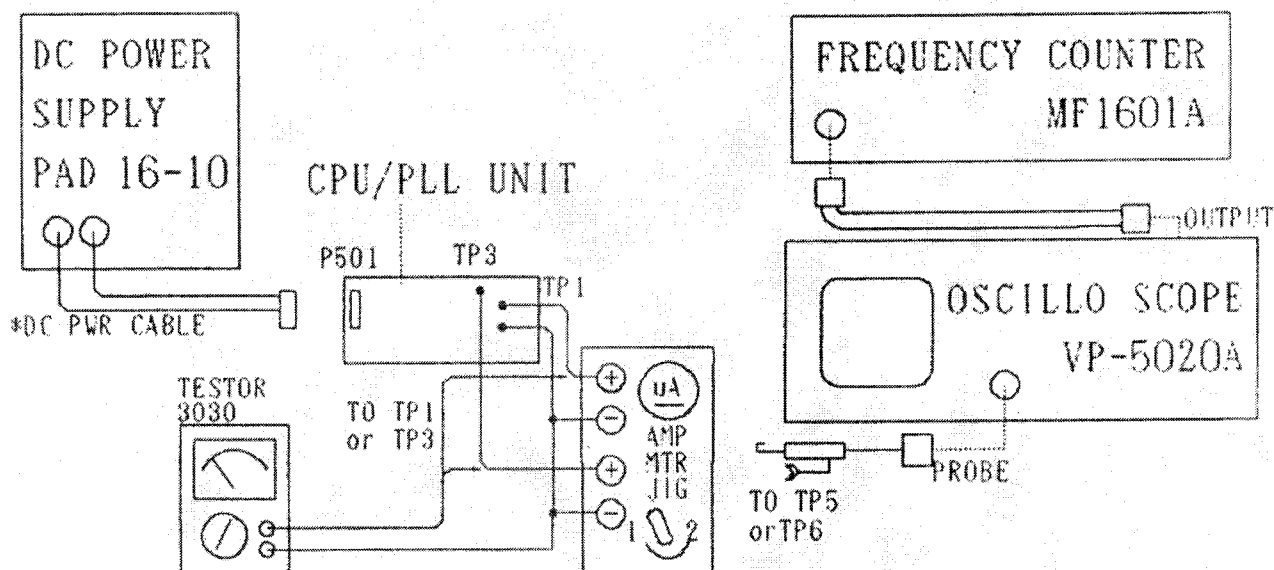 DC POWER
SUPPLY
PAD 16-10
*DC PWR CABLE
CPU/PLL UNIT
P501
TP3
TP1
TESTOR
3030
TO TP1
or TP3
+
−
+
−
uA
AMP
MTR
JIG
1
2
FREQUENCY COUNTER
MF1601A
OUTPUT
OSCILLO SCOPE
VP-5020A
PROBE
TO TP5
orTP6